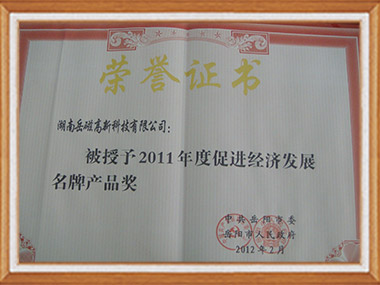 荣誉证书
湖南岳磁高新科技有限公司：
被授予2011年度促进经济发展
名牌产品奖
中共岳阳市委
岳阳市人民政府
2012年2月